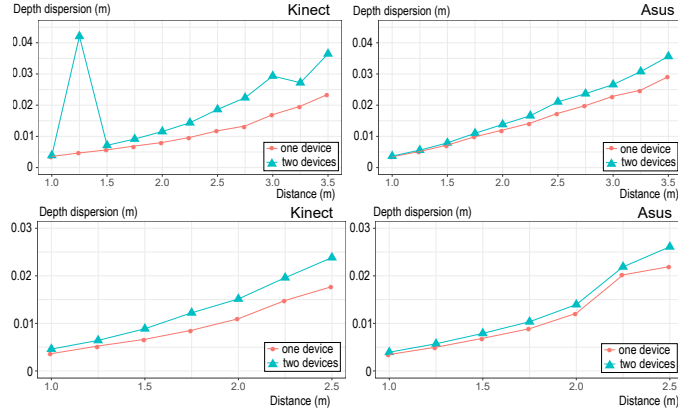 Depth dispersion (m) Kinect
0.04
0.03
0.02
0.01
0
one device
two devices
1.0 1.5 2.0 2.5 3.0 3.5
Distance (m)
Depth dispersion (m) Asus
0.04
0.03
0.02
0.01
0
one device
two devices
1.0 1.5 2.0 2.5 3.0 3.5
Distance (m)
Depth dispersion (m) Kinect
0.03
0.02
0.01
0
one device
two devices
1.0 1.5 2.0 2.5
Distance (m)
Depth dispersion (m) Asus
0.03
0.02
0.01
0
one device
two devices
1.0 1.5 2.0 2.5
Distance (m)